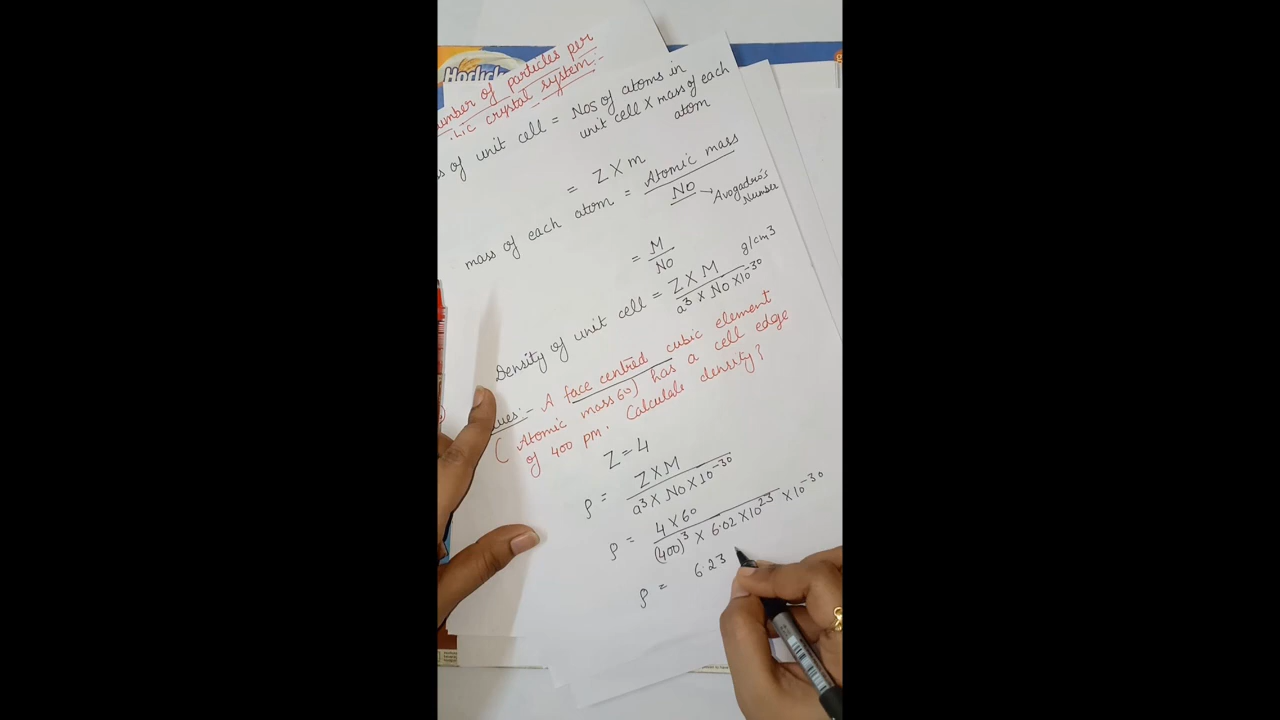 number of particles per
crystal system:-
of unit cell = Nos of atoms in
unit cell X mass of each
atom
= Z X m
mass of each atom = Atomic mass
No → Avogadro's
Number
= M
No
Density of unit cell = Z X M g/cm3
a3 X No X 10-30
Ques:- A face centred cubic element
( Atomic mass 60) has a cell edge
of 400 pm. Calculate density?
Z = 4
ρ = Z X M
a3 X No X 10-30
ρ = 4 X 60
(400)3 X 6.02 X 1023 X 10-30
ρ = 6.23